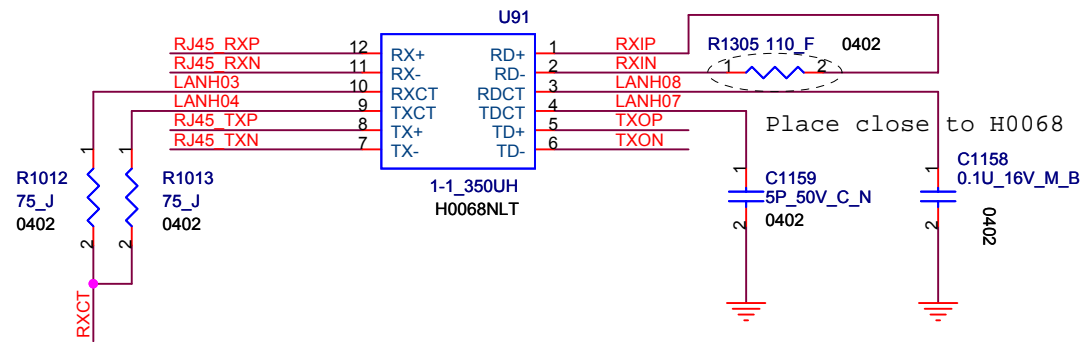 U91
RJ45_RXP 12 RX+ RD+ 1 RXIP
R1305 110_F 0402
RJ45_RXN 11 RX- RD- 2 RXIN 1 2
LANH03 10 RXCT RDCT 3 LANH08
LANH04 9 TXCT TDCT 4 LANH07
RJ45_TXP 8 TX+ TD+ 5 TXOP
Place close to H0068
RJ45_TXN 7 TX- TD- 6 TXON
1 1
R1012
75_J
0402
2
R1013
75_J
0402
2
1-1_350UH
H0068NLT
1
C1159
5P_50V_C_N
0402
2
1
C1158
0.1U_16V_M_B
0402
2
RXCT